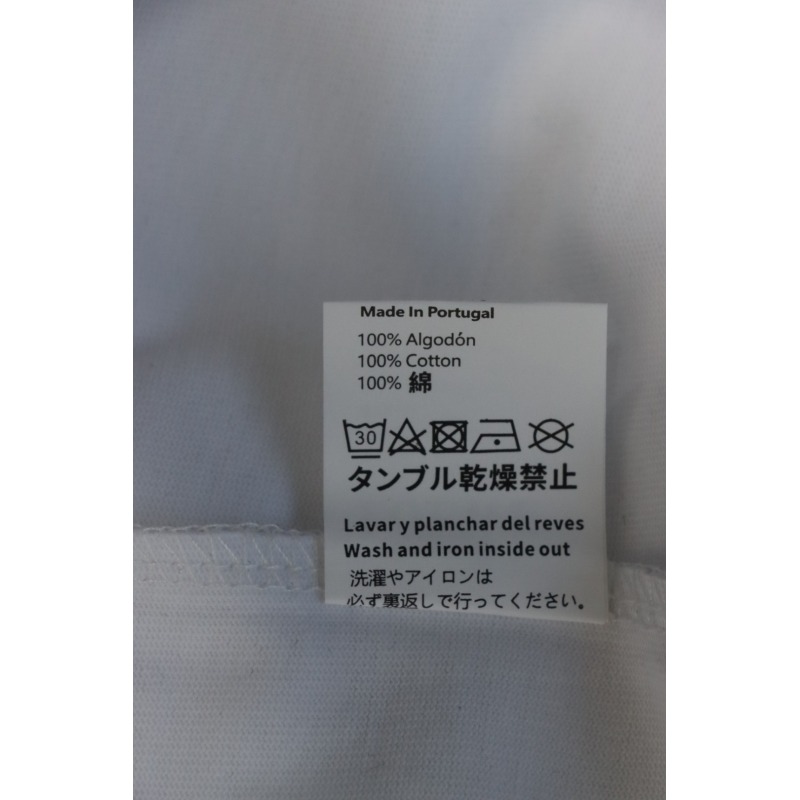 Made In Portugal
100% Algodón
100% Cotton
100% 綿
30
タンブル乾燥禁止
Lavar y planchar del reves
Wash and iron inside out
洗濯やアイロンは
必ず裏返しで行ってください。